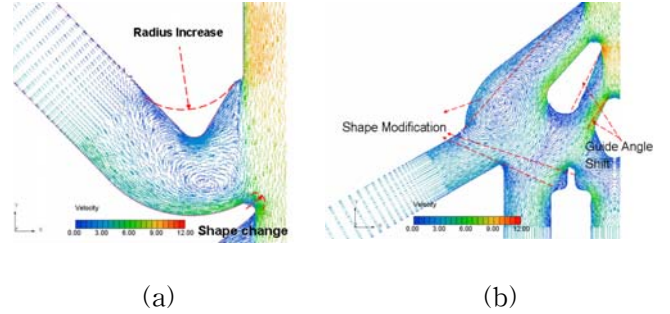 Radius Increase
Velocity
0.00 3.00 6.00 9.00 12.00
Shape change
(a)
Shape Modification
Guide Angle
Shift
Velocity
0.00 3.00 6.00 9.00 12.00
(b)